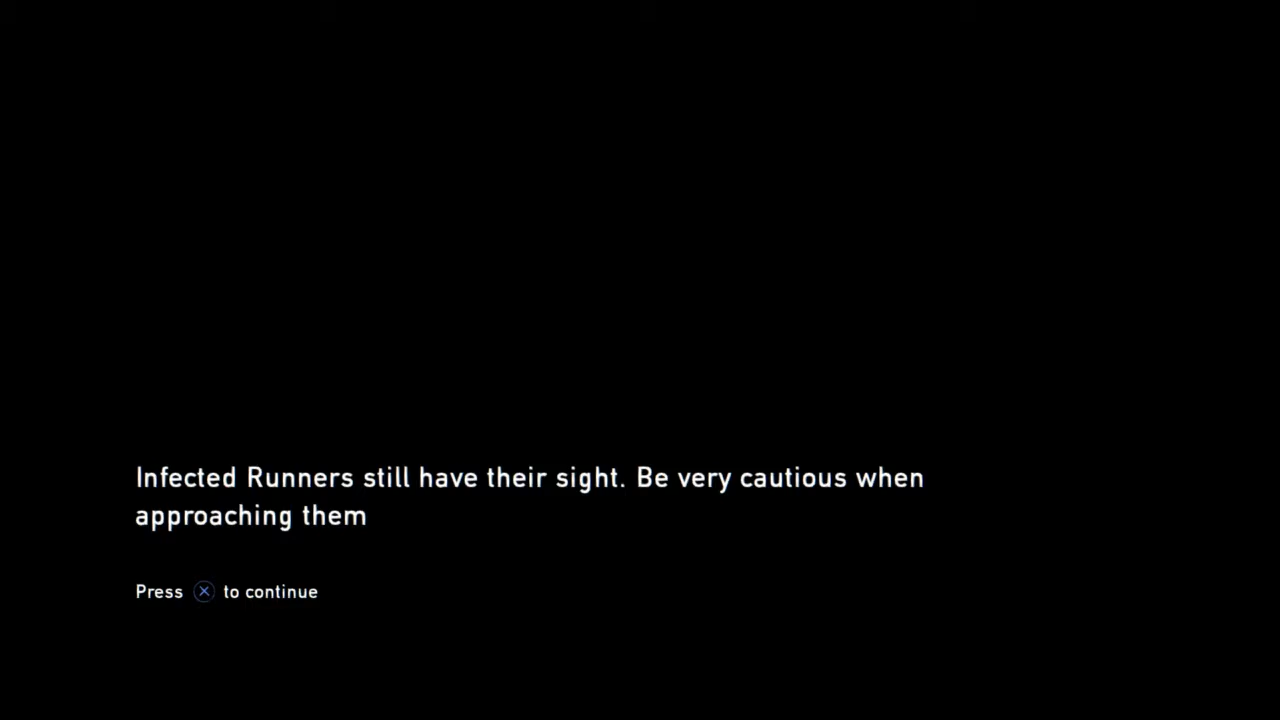 Infected Runners still have their sight. Be very cautious when
approaching them
Press ⓧ to continue